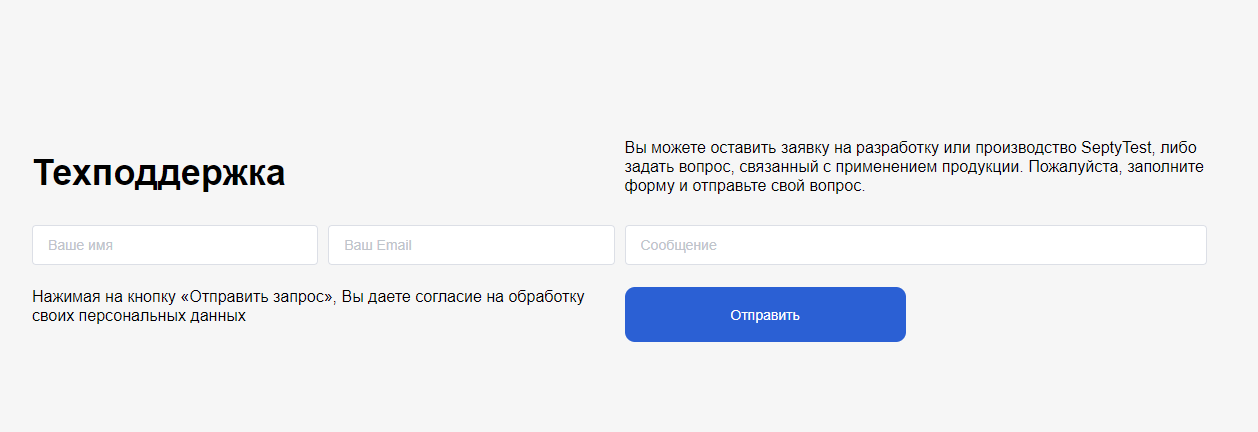 Техподдержка
Вы можете оставить заявку на разработку или производство SeptyTest, либо
задать вопрос, связанный с применением продукции. Пожалуйста, заполните
форму и отправьте свой вопрос.
Ваше имя
Ваш Email
Сообщение
Нажимая на кнопку «Отправить запрос», Вы даете согласие на обработку
своих персональных данных
Отправить